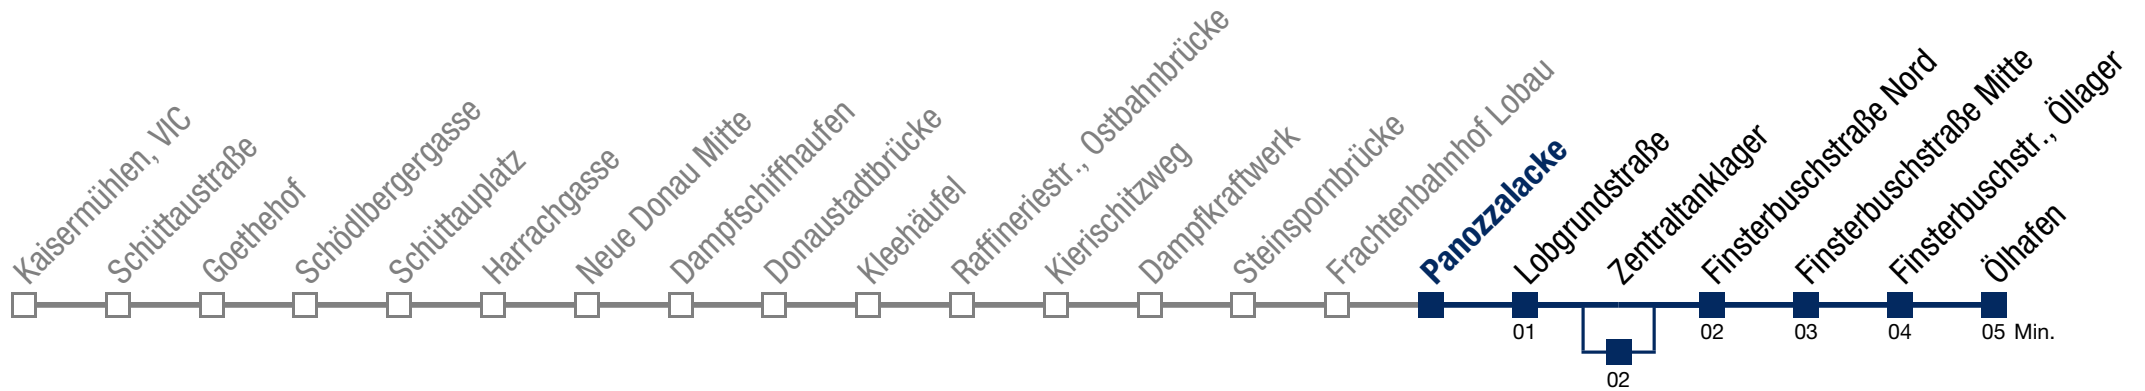 Kaisermühlen, VIC
Schüttaustraße
Goethehof
Schödlbergergasse
Schüttauplatz
Harrachgasse
Neue Donau Mitte
Dampfschiffhaufen
Donaustadtbrücke
Kleehäufel
Raffineriestr., Ostbahnbrücke
Kierischitzweg
Dampfkraftwerk
Steinspornbrücke
Frachtenbahnhof Lobau
Panozzalacke
Lobgrundstraße
Zentraltanklager
Finsterbuschstraße Nord
Finsterbuschstraße Mitte
Finsterbuschstr., Öllager
Ölhafen
01
02
03
04
05 Min.
02